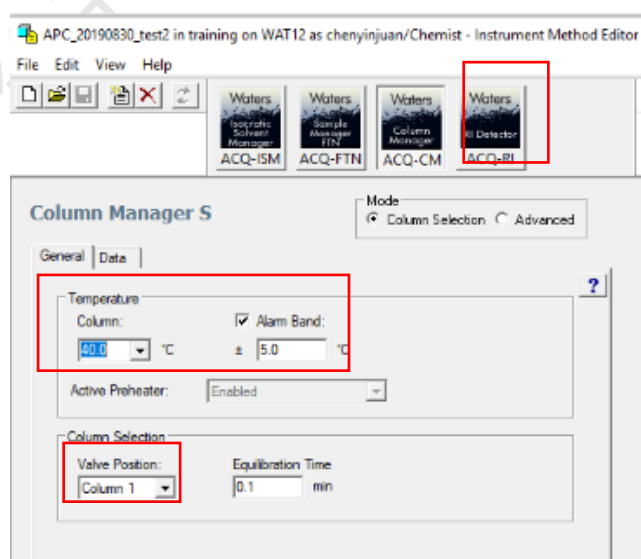 APC_20190830_test2 in training on WAT12 as chenyinjuan/Chemist - Instrument Method Editor
File Edit View Help
Waters Waters Waters Waters
Isocratic Solvent Manager
Sample Manager FTN
Column Manager
RI Detector
ACQ-ISM ACQ-FTN ACQ-CM ACQ-RI
Column Manager S
Mode
Column Selection Advanced
General Data
?
Temperature
Column: Alarm Band:
40.0 °C ± 5.0 °C
Active Preheater: Enabled
Column Selection
Valve Position: Equilibration Time
Column 1 0.1 min